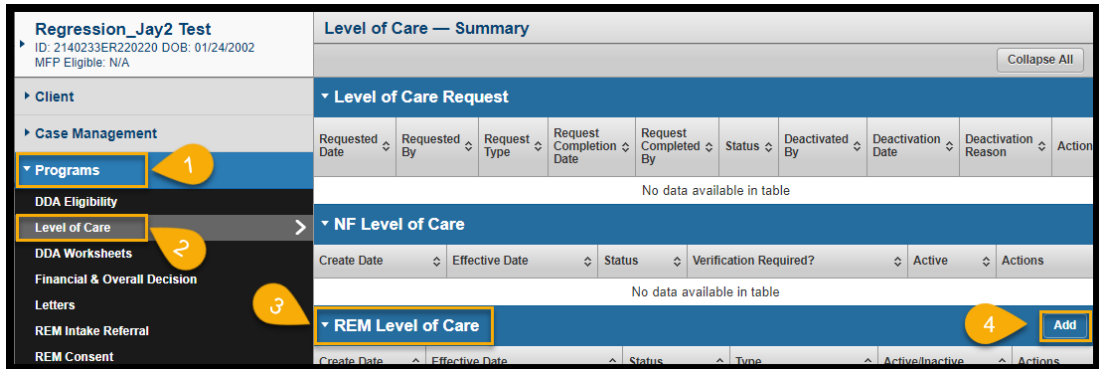 Regression_Jay2 Test
ID: 2140233ER220220 DOB: 01/24/2002
MFP Eligible: N/A
Client
Case Management
Programs
1
DDA Eligibility
Level of Care
2
DDA Worksheets
Financial & Overall Decision
Letters
REM Intake Referral
REM Consent
Level of Care — Summary
Collapse All
Level of Care Request
Requested Date Requested By Request Type Request Completion Date Request Completed By Status Deactivated By Deactivation Date Deactivation Reason Action
No data available in table
NF Level of Care
Create Date Effective Date Status Verification Required? Active Actions
No data available in table
3
REM Level of Care
4
Add
Create Date Effective Date Status Type Active/Inactive Actions